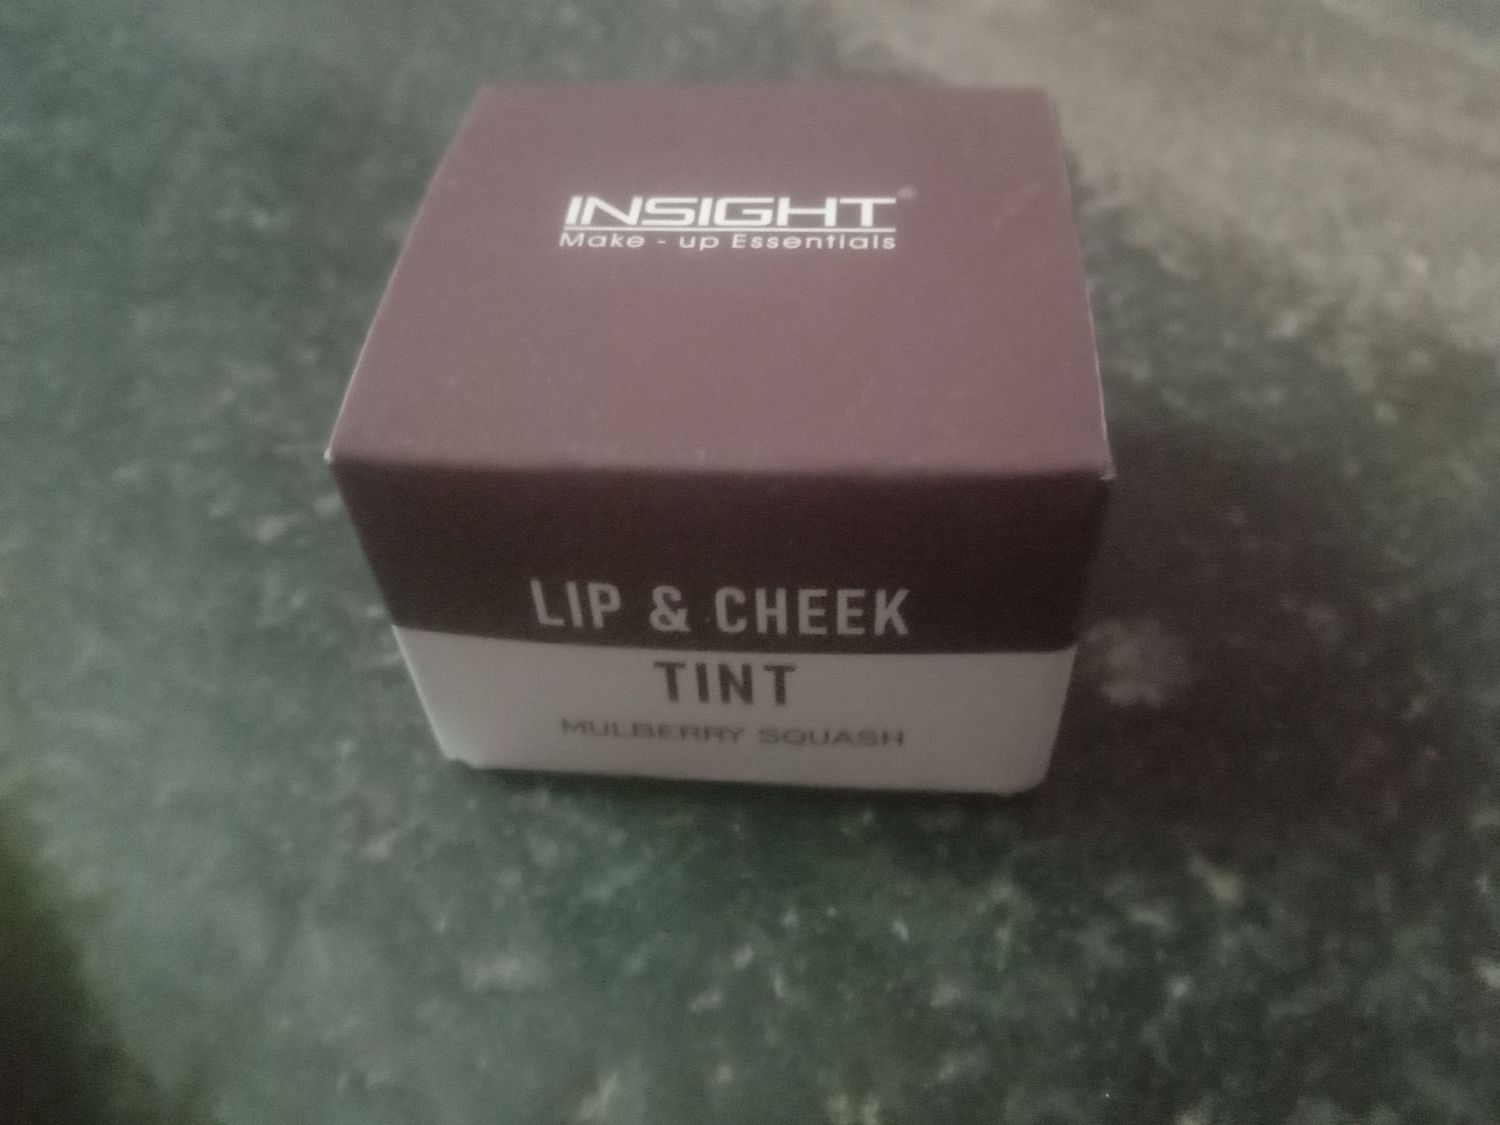 INSIGHT®
Make - up Essentials
LIP & CHEEK
TINT
MULBERRY SQUASH